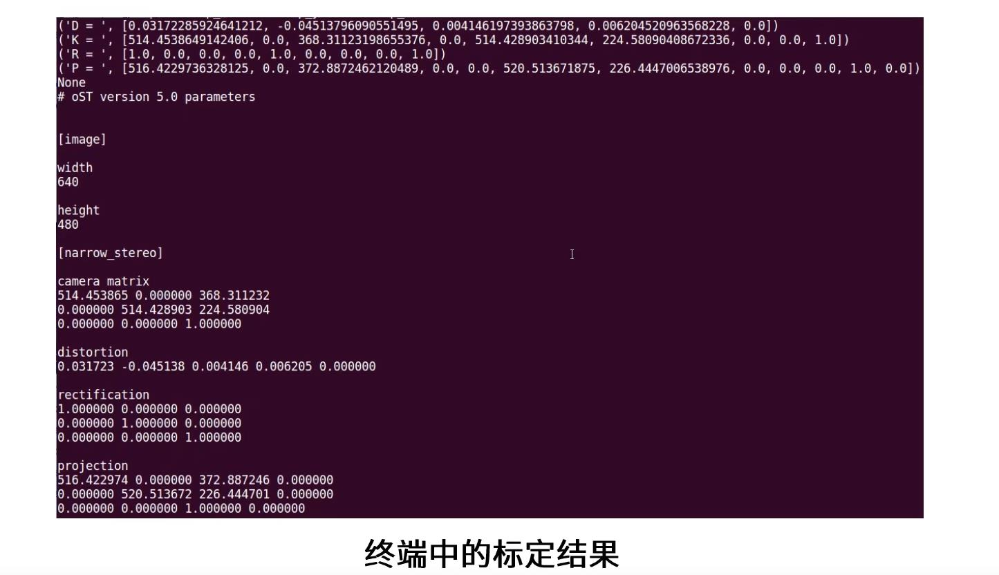 ('D = ', [0.03172285924641212, -0.04513796090551495, 0.004146197393863798, 0.006204520963568228, 0.0])
('K = ', [514.4538649142406, 0.0, 368.31123198655376, 0.0, 514.428903410344, 224.58090408672336, 0.0, 0.0, 1.0])
('R = ', [1.0, 0.0, 0.0, 0.0, 1.0, 0.0, 0.0, 0.0, 1.0])
('P = ', [516.4229736328125, 0.0, 372.8872462120489, 0.0, 0.0, 520.513671875, 226.4447006538976, 0.0, 0.0, 0.0, 1.0, 0.0])
None
# oST version 5.0 parameters
[image]
width
640
height
480
[narrow_stereo]
camera matrix
514.453865 0.000000 368.311232
0.000000 514.428903 224.580904
0.000000 0.000000 1.000000
distortion
0.031723 -0.045138 0.004146 0.006205 0.000000
rectification
1.000000 0.000000 0.000000
0.000000 1.000000 0.000000
0.000000 0.000000 1.000000
projection
516.422974 0.000000 372.887246 0.000000
0.000000 520.513672 226.444701 0.000000
0.000000 0.000000 1.000000 0.000000
终端中的标定结果